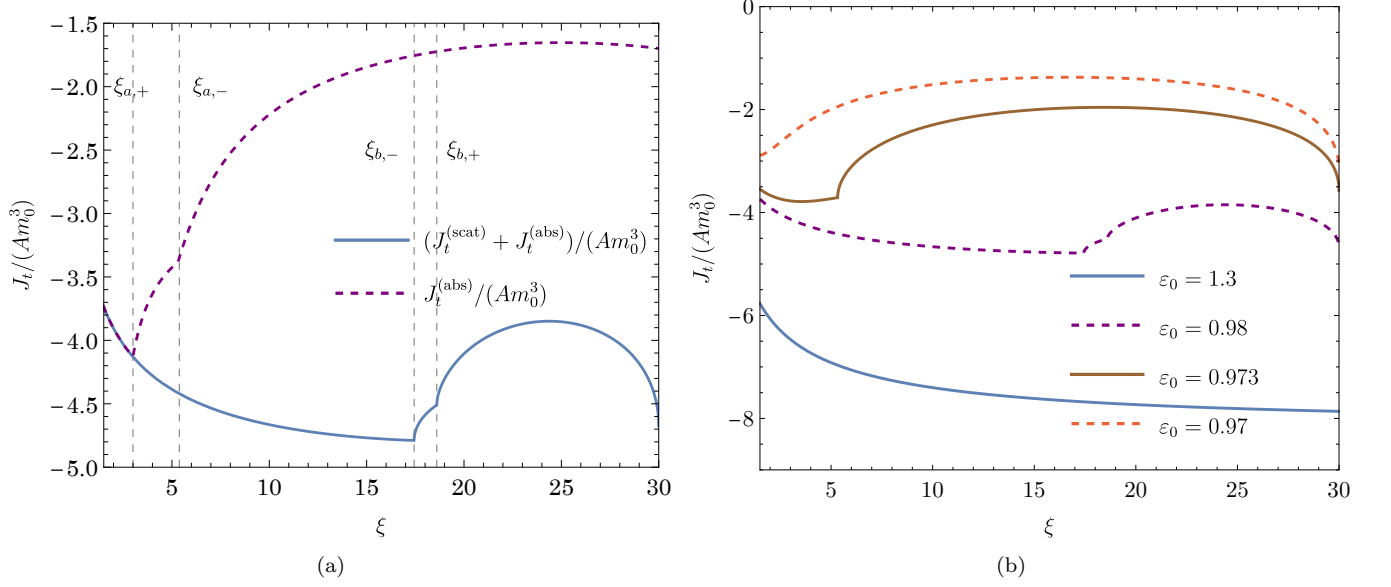 −1.5
−2.0
−2.5
−3.0
−3.5
−4.0
−4.5
−5.0
J_t/(Am_0^3)
ξ_{a,+}
ξ_{a,−}
ξ_{b,−}
ξ_{b,+}
(J_t^{(scat)} + J_t^{(abs)})/(Am_0^3)
J_t^{(abs)}/(Am_0^3)
5 10 15 20 25 30
ξ
(a)
0
−2
−4
−6
−8
J_t/(Am_0^3)
ε_0 = 1.3
ε_0 = 0.98
ε_0 = 0.973
ε_0 = 0.97
5 10 15 20 25 30
ξ
(b)